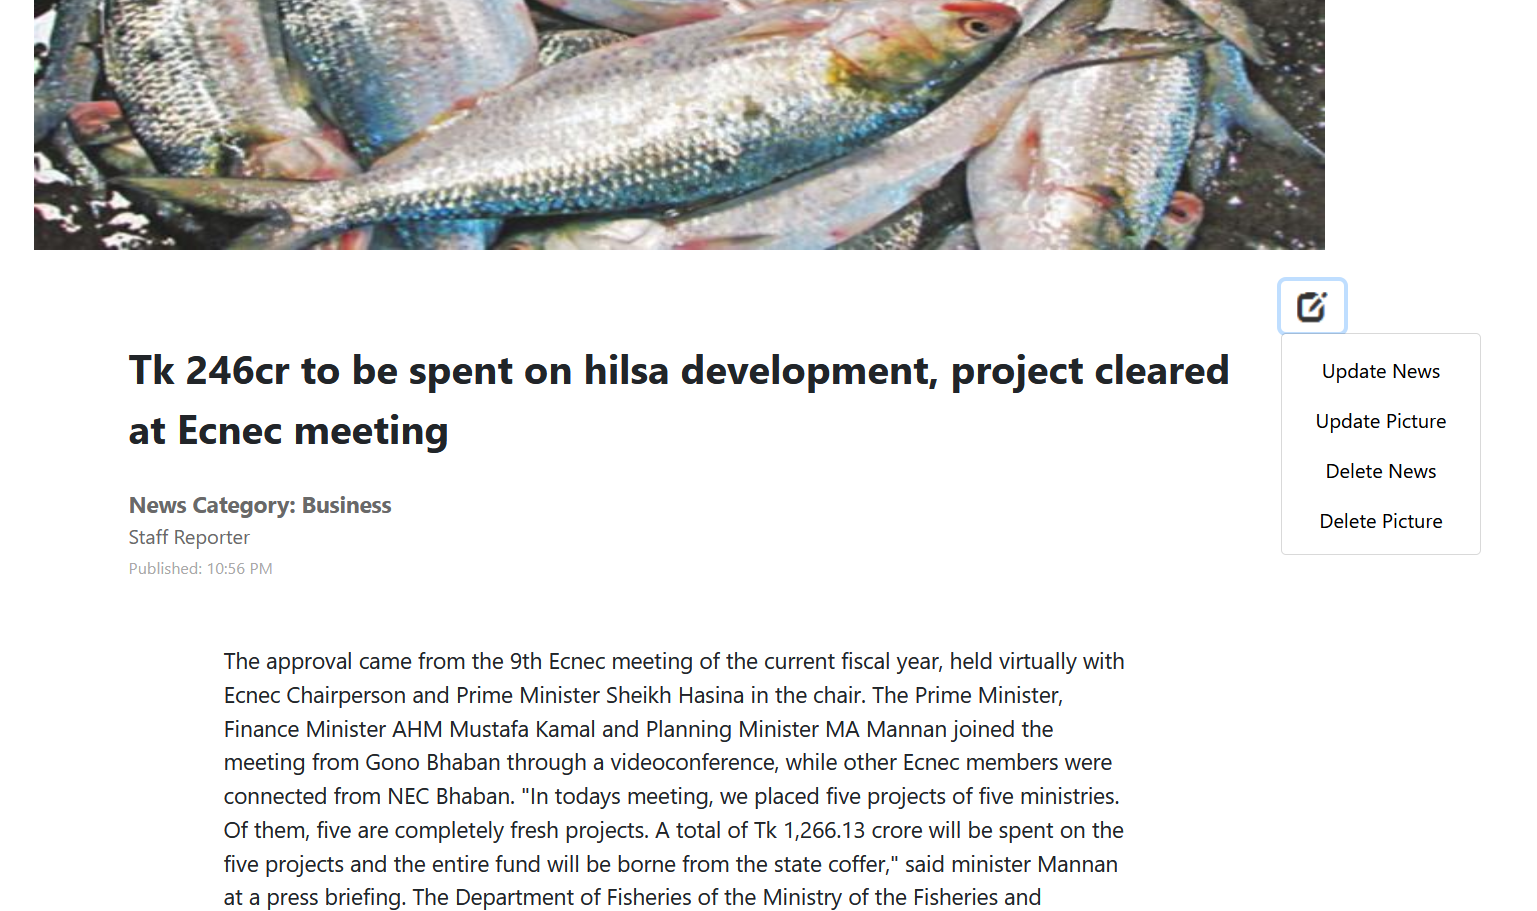 Tk 246cr to be spent on hilsa development, project cleared
at Ecnec meeting
News Category: Business
Staff Reporter
Published: 10:56 PM
Update News
Update Picture
Delete News
Delete Picture
The approval came from the 9th Ecnec meeting of the current fiscal year, held virtually with
Ecnec Chairperson and Prime Minister Sheikh Hasina in the chair. The Prime Minister,
Finance Minister AHM Mustafa Kamal and Planning Minister MA Mannan joined the
meeting from Gono Bhaban through a videoconference, while other Ecnec members were
connected from NEC Bhaban. "In todays meeting, we placed five projects of five ministries.
Of them, five are completely fresh projects. A total of Tk 1,266.13 crore will be spent on the
five projects and the entire fund will be borne from the state coffer," said minister Mannan
at a press briefing. The Department of Fisheries of the Ministry of the Fisheries and